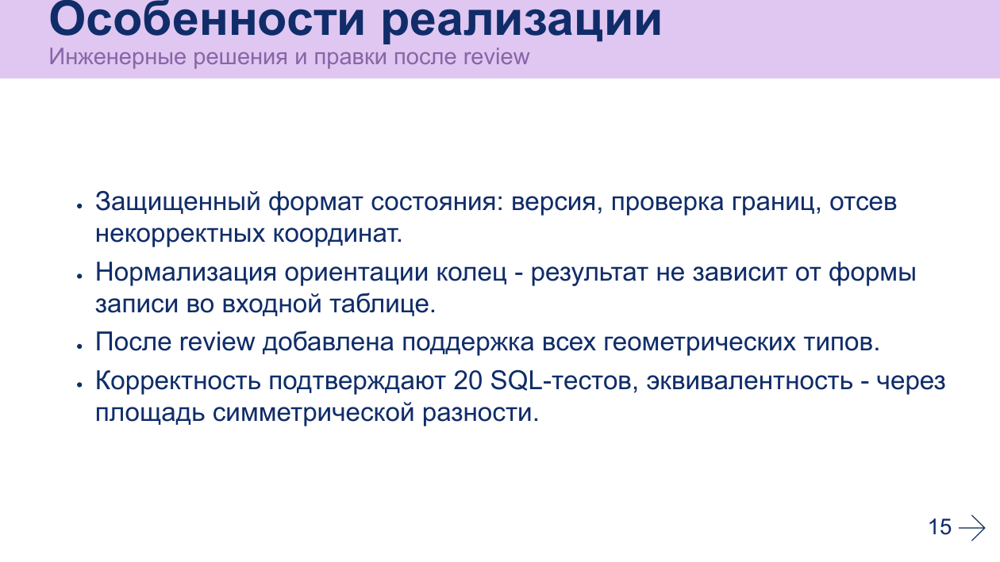 Особенности реализации
Инженерные решения и правки после review
• Защищенный формат состояния: версия, проверка границ, отсев
некорректных координат.
• Нормализация ориентации колец - результат не зависит от формы
записи во входной таблице.
• После review добавлена поддержка всех геометрических типов.
• Корректность подтверждают 20 SQL-тестов, эквивалентность - через
площадь симметрической разности.
15